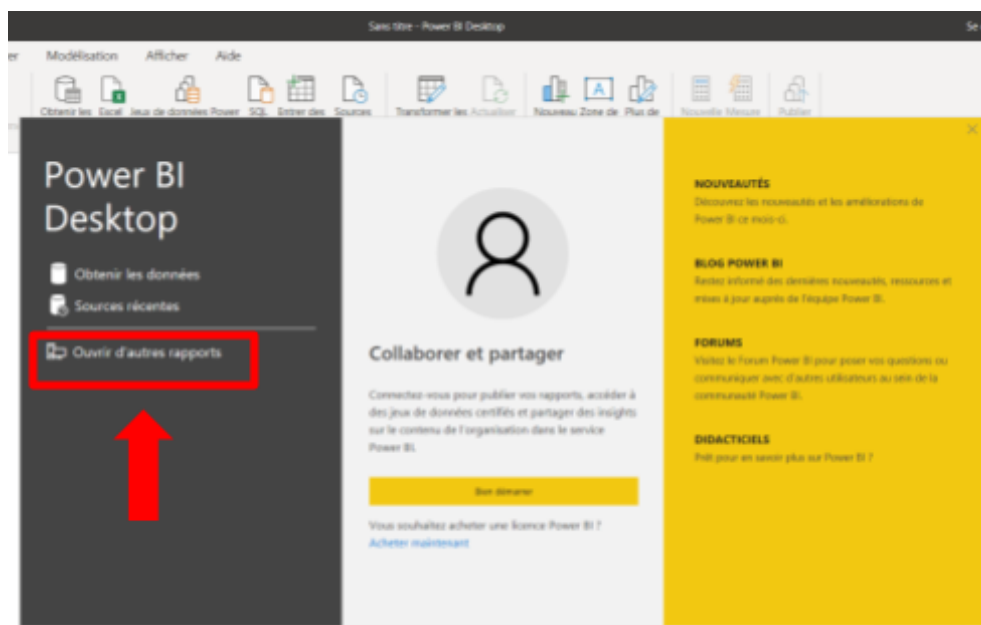 Sans titre - Power BI Desktop
Se
er Modélisation Afficher Aide
Obtenir les Excel Jeux de données Power SQL Entrer des Sources Transformer les Actualiser Nouveau Zone de Plus de Nouvelle Mesure Publier
Power BI
Desktop
Obtenir les données
Sources récentes
Ouvrir d'autres rapports
Collaborer et partager
Connectez-vous pour publier vos rapports, accéder à
des jeux de données certifiés et partager des insights
sur le contenu de l'organisation dans le service
Power BI.
Bon démarrer
Vous souhaitez acheter une licence Power BI ?
Acheter maintenant
NOUVEAUTÉS
Découvrez les nouveautés et les améliorations de
Power BI ce mois-ci.
BLOG POWER BI
Restez informé des dernières nouveautés, ressources et
mises à jour auprès de l'équipe Power BI.
FORUMS
Visitez le Forum Power BI pour poser vos questions ou
communiquer avec d'autres utilisateurs au sein de la
communauté Power BI.
DIDACTICIELS
Prêt pour en savoir plus sur Power BI ?